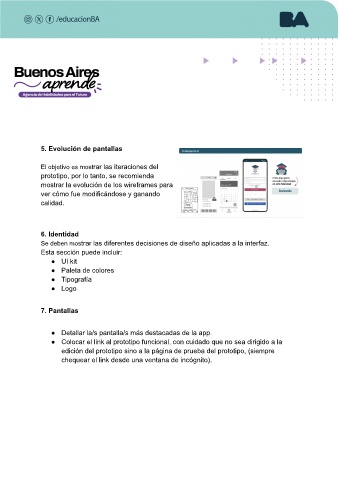 /educacionBA
BA
Buenos Aires
aprende
Agencia de Habilidades para el Futuro
5. Evolución de pantallas
El objetivo es mostrar las iteraciones del
prototipo, por lo tanto, se recomienda
mostrar la evolución de los wireframes para
ver cómo fue modificándose y ganando
calidad.
6. Identidad
Se deben mostrar las diferentes decisiones de diseño aplicadas a la interfaz.
Esta sección puede incluir:
● UI kit
● Paleta de colores
● Tipografía
● Logo
7. Pantallas
● Detallar la/s pantalla/s más destacadas de la app.
● Colocar el link al prototipo funcional, con cuidado que no sea dirigido a la
edición del prototipo sino a la página de prueba del prototipo, (siempre
chequear el link desde una ventana de incógnito).